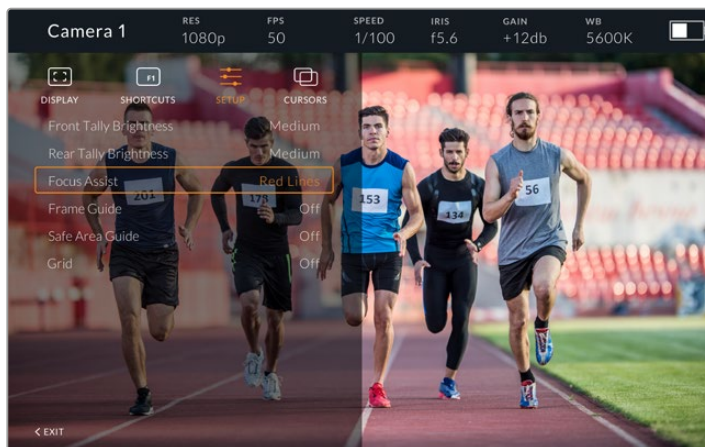 Camera 1
RES
1080p
FPS
50
SPEED
1/100
IRIS
f5.6
GAIN
+12db
WB
5600K
F1
DISPLAY
SHORTCUTS
SETUP
CURSORS
Front Tally Brightness Medium
Rear Tally Brightness Medium
Focus Assist Red Lines
Frame Guide Off
Safe Area Guide Off
Grid Off
201
178
153
134
56
< EXIT